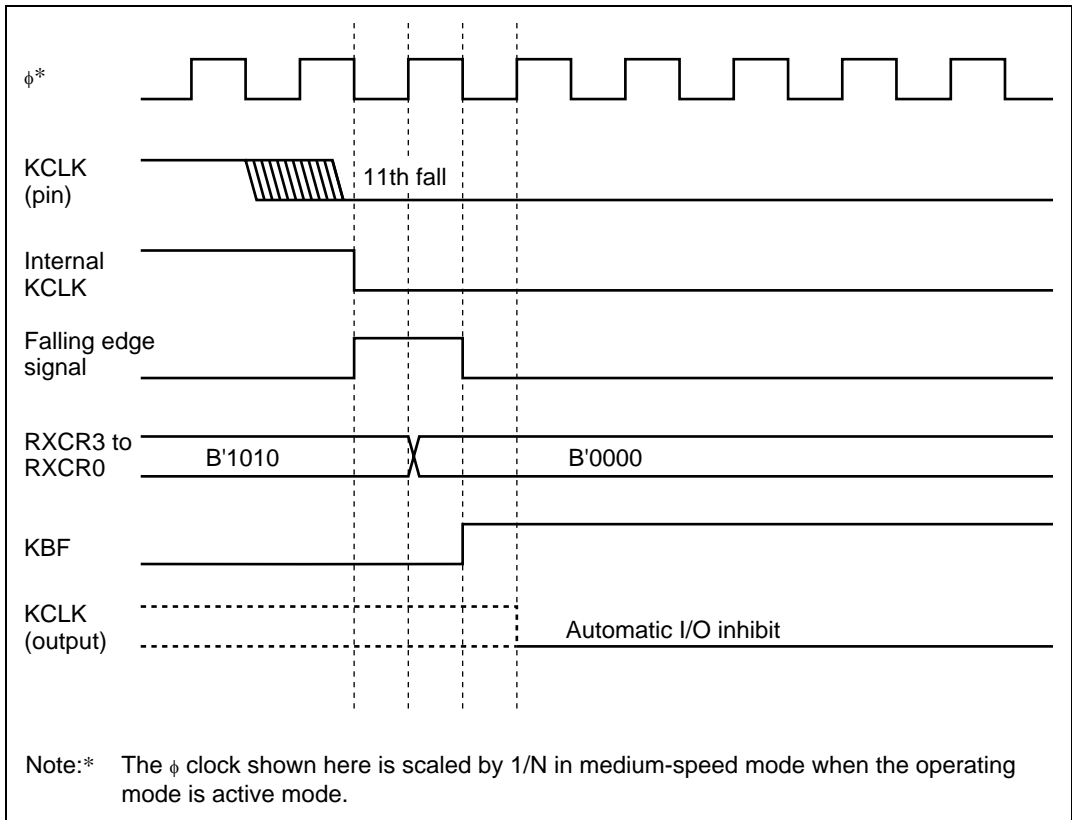 ϕ*
KCLK
(pin)
11th fall
Internal
KCLK
Falling edge
signal
RXCR3 to
RXCR0
B'1010
B'0000
KBF
KCLK
(output)
Automatic I/O inhibit
Note:* The ϕ clock shown here is scaled by 1/N in medium-speed mode when the operating
mode is active mode.